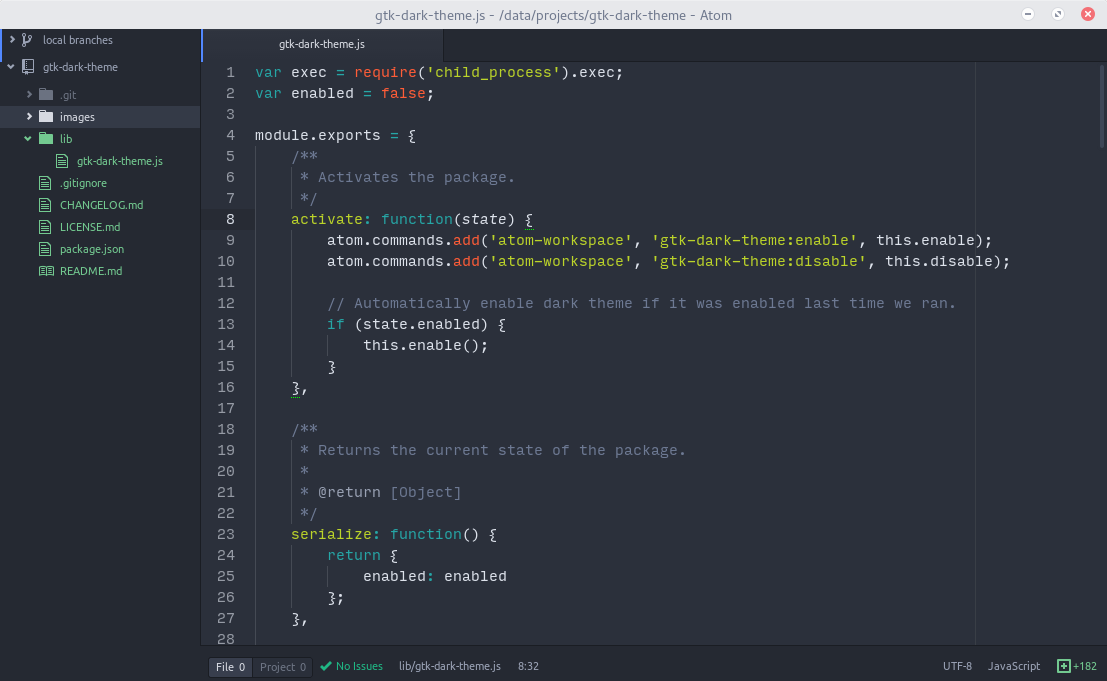 gtk-dark-theme.js - /data/projects/gtk-dark-theme - Atom
local branches
gtk-dark-theme
.git
images
lib
gtk-dark-theme.js
.gitignore
CHANGELOG.md
LICENSE.md
package.json
README.md
gtk-dark-theme.js
1 var exec = require('child_process').exec;
2 var enabled = false;
3
4 module.exports = {
5 /**
6 * Activates the package.
7 */
8 activate: function(state) {
9 atom.commands.add('atom-workspace', 'gtk-dark-theme:enable', this.enable);
10 atom.commands.add('atom-workspace', 'gtk-dark-theme:disable', this.disable);
11
12 // Automatically enable dark theme if it was enabled last time we ran.
13 if (state.enabled) {
14 this.enable();
15 }
16 },
17
18 /**
19 * Returns the current state of the package.
20 *
21 * @return [Object]
22 */
23 serialize: function() {
24 return {
25 enabled: enabled
26 };
27 },
28
File 0 Project 0 No Issues lib/gtk-dark-theme.js 8:32 UTF-8 JavaScript +182